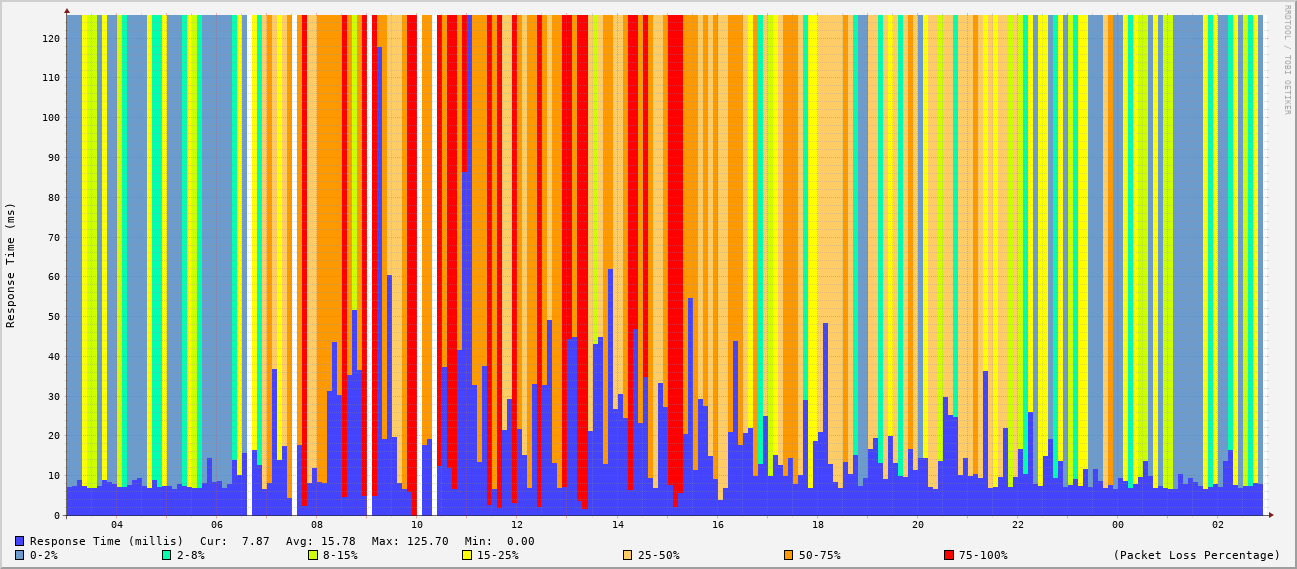 RRDTOOL / TOBI OETIKER
Response Time (ms)
120
110
100
90
80
70
60
50
40
30
20
10
0
04 06 08 10 12 14 16 18 20 22 00 02
Response Time (millis) Cur: 7.87 Avg: 15.78 Max: 125.70 Min: 0.00
0-2% 2-8% 8-15% 15-25% 25-50% 50-75% 75-100% (Packet Loss Percentage)